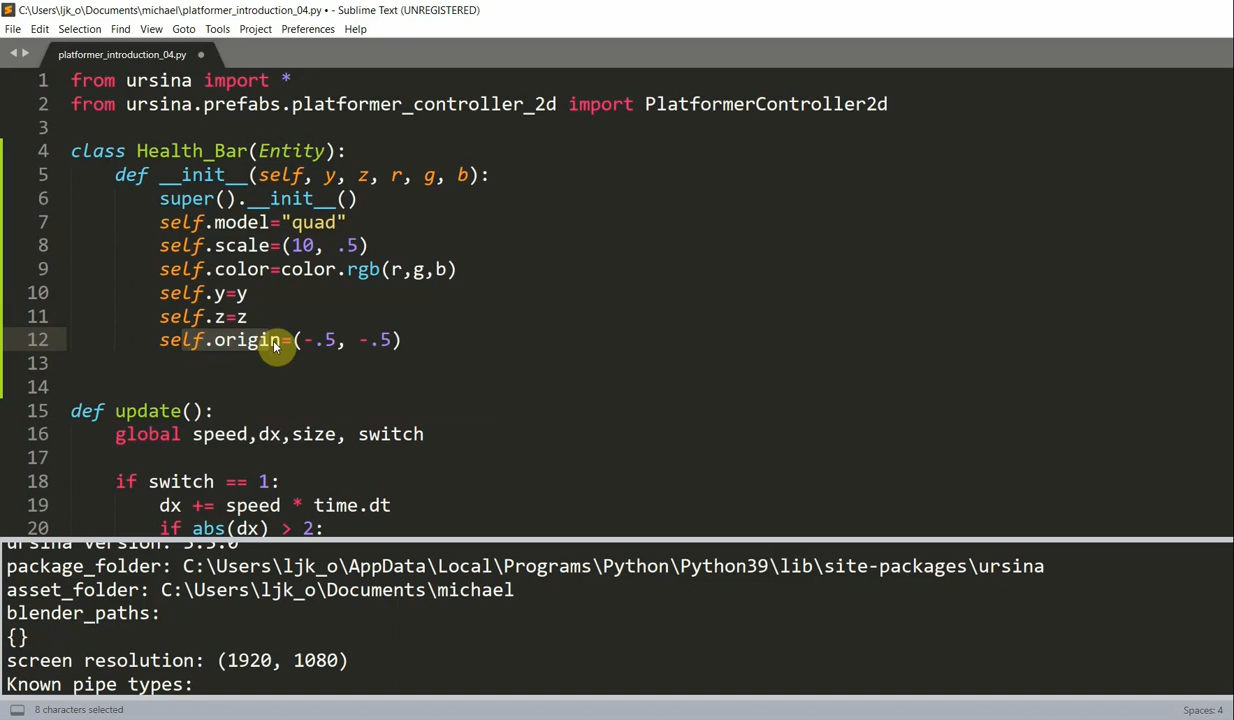 C:\Users\ljk_o\Documents\michael\platformer_introduction_04.py • - Sublime Text (UNREGISTERED)
File Edit Selection Find View Goto Tools Project Preferences Help
platformer_introduction_04.py
1 from ursina import *
2 from ursina.prefabs.platformer_controller_2d import PlatformerController2d
3
4 class Health_Bar(Entity):
5 def __init__(self, y, z, r, g, b):
6 super().__init__()
7 self.model="quad"
8 self.scale=(10, .5)
9 self.color=color.rgb(r,g,b)
10 self.y=y
11 self.z=z
12 self.origin=(-.5, -.5)
13
14
15 def update():
16 global speed,dx,size, switch
17
18 if switch == 1:
19 dx += speed * time.dt
20 if abs(dx) > 2:
ursina version: 3.5.0
package_folder: C:\Users\ljk_o\AppData\Local\Programs\Python\Python39\lib\site-packages\ursina
asset_folder: C:\Users\ljk_o\Documents\michael
blender_paths:
{}
screen resolution: (1920, 1080)
Known pipe types:
8 characters selected Spaces: 4